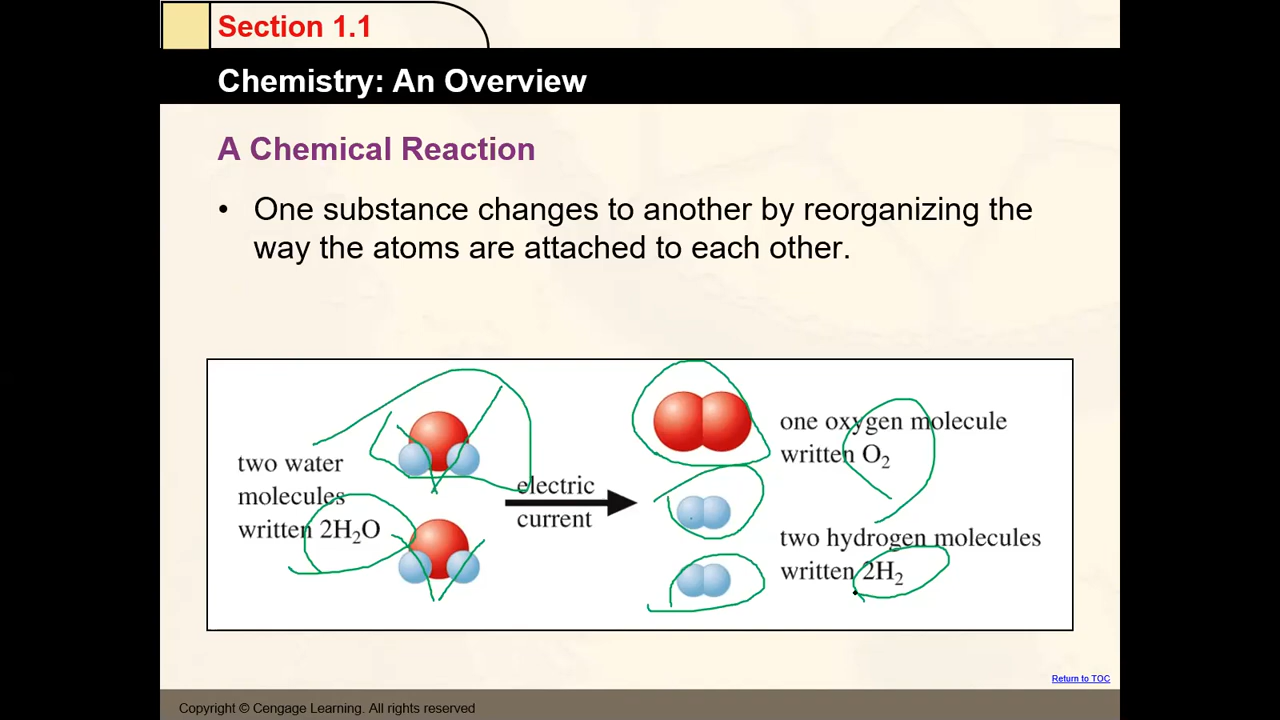 Section 1.1
Chemistry: An Overview
A Chemical Reaction
• One substance changes to another by reorganizing the
way the atoms are attached to each other.
two water
molecules
written 2H₂O
electric
current
one oxygen molecule
written O₂
two hydrogen molecules
written 2H₂
Return to TOC
Copyright © Cengage Learning. All rights reserved